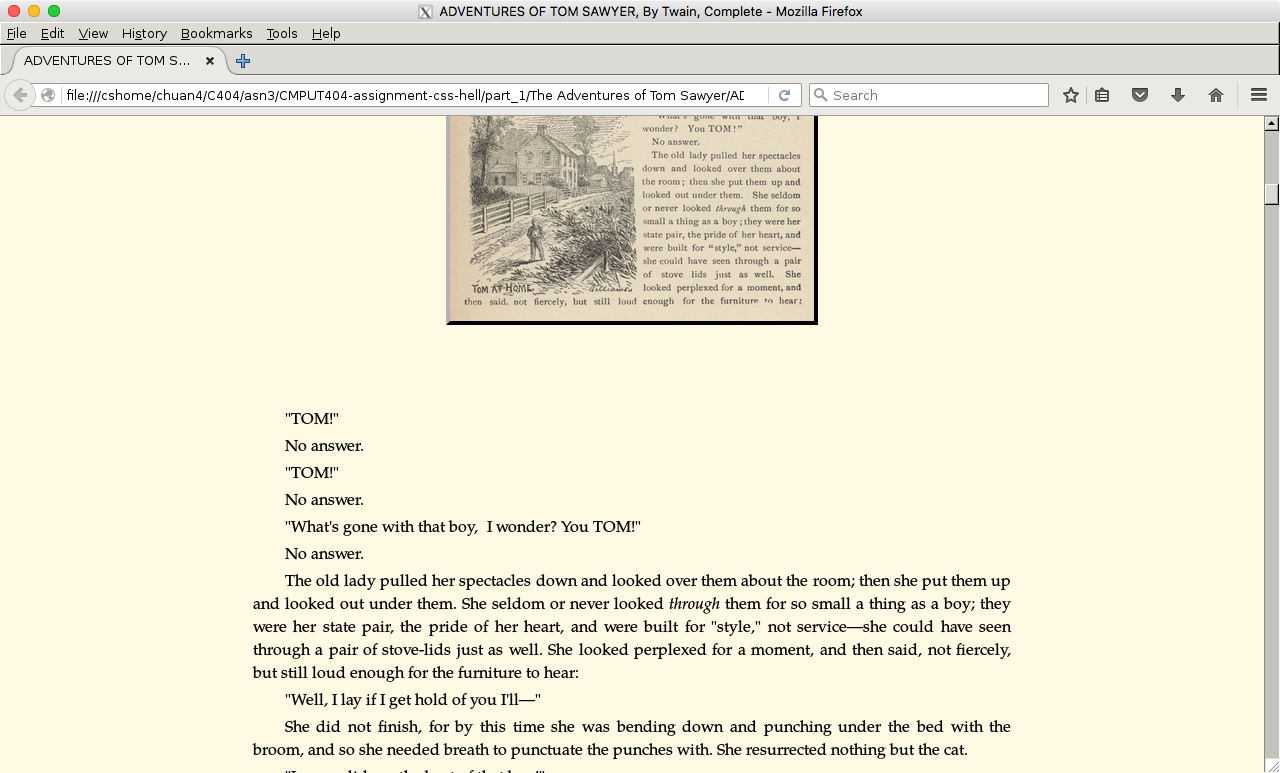 ADVENTURES OF TOM SAWYER, By Twain, Complete - Mozilla Firefox
File Edit View History Bookmarks Tools Help
ADVENTURES OF TOM S...
file:///cshome/chuan4/C404/asn3/CMPUT404-assignment-css-hell/part_1/The Adventures of Tom Sawyer/AD
Search
"What's gone with that boy, I
wonder? You TOM!"
No answer.
The old lady pulled her spectacles
down and looked over them about
the room; then she put them up and
looked out under them. She seldom
or never looked through them for so
small a thing as a boy; they were her
state pair, the pride of her heart, and
were built for "style," not service—
she could have seen through a pair
of stove lids just as well. She
looked perplexed for a moment, and
TOM AT HOME.
Williams
then said, not fiercely, but still loud enough for the furniture to hear:
"TOM!"
No answer.
"TOM!"
No answer.
"What's gone with that boy,  I wonder? You TOM!"
No answer.
The old lady pulled her spectacles down and looked over them about the room; then she put them up
and looked out under them. She seldom or never looked through them for so small a thing as a boy; they
were her state pair, the pride of her heart, and were built for "style," not service—she could have seen
through a pair of stove-lids just as well. She looked perplexed for a moment, and then said, not fiercely,
but still loud enough for the furniture to hear:
"Well, I lay if I get hold of you I'll—"
She did not finish, for by this time she was bending down and punching under the bed with the
broom, and so she needed breath to punctuate the punches with. She resurrected nothing but the cat.